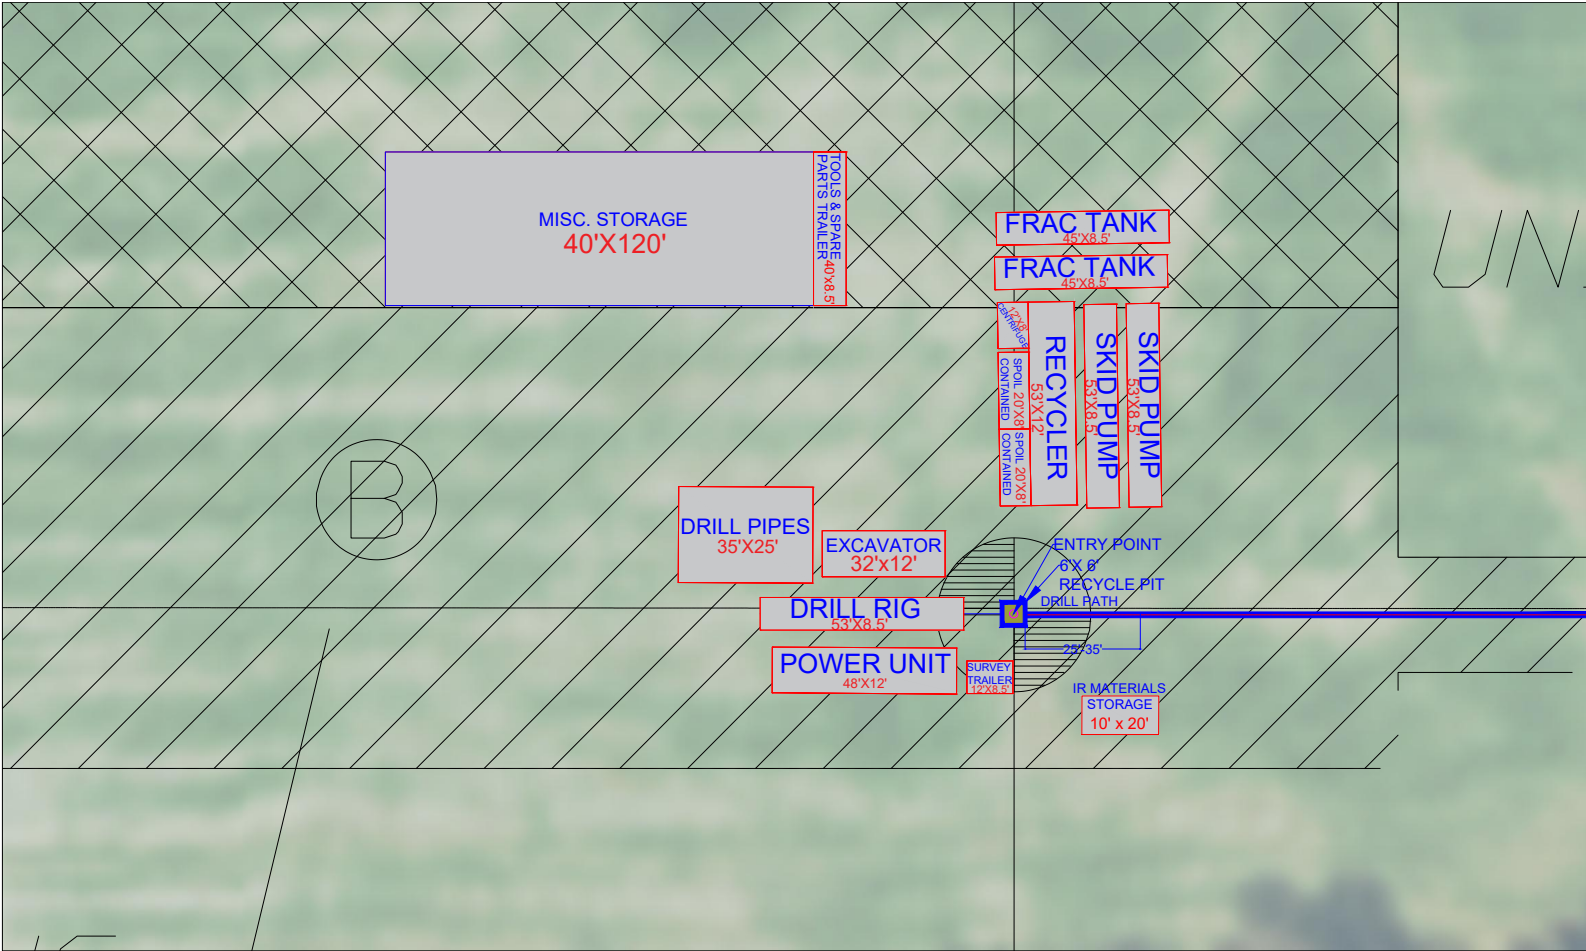 MISC. STORAGE
40'X120'
TOOLS & SPARE
PARTS TRAILER
40'x8.5'
FRAC TANK
45'X8.5'
FRAC TANK
45'X8.5'
UN
12'X8'
CENTRIFUGE
SPOIL 20'X8'
CONTAINED
SPOIL 20'X8'
CONTAINED
RECYCLER
53'X12'
SKID PUMP
53'X8.5'
SKID PUMP
53'X8.5'
B
DRILL PIPES
35'X25'
EXCAVATOR
32'x12'
ENTRY POINT
6'X 6'
RECYCLE PIT
DRILL PATH
DRILL RIG
53'X8.5'
25'-35'
POWER UNIT
48'X12'
SURVEY
TRAILER
12'X8.5'
IR MATERIALS
STORAGE
10' x 20'